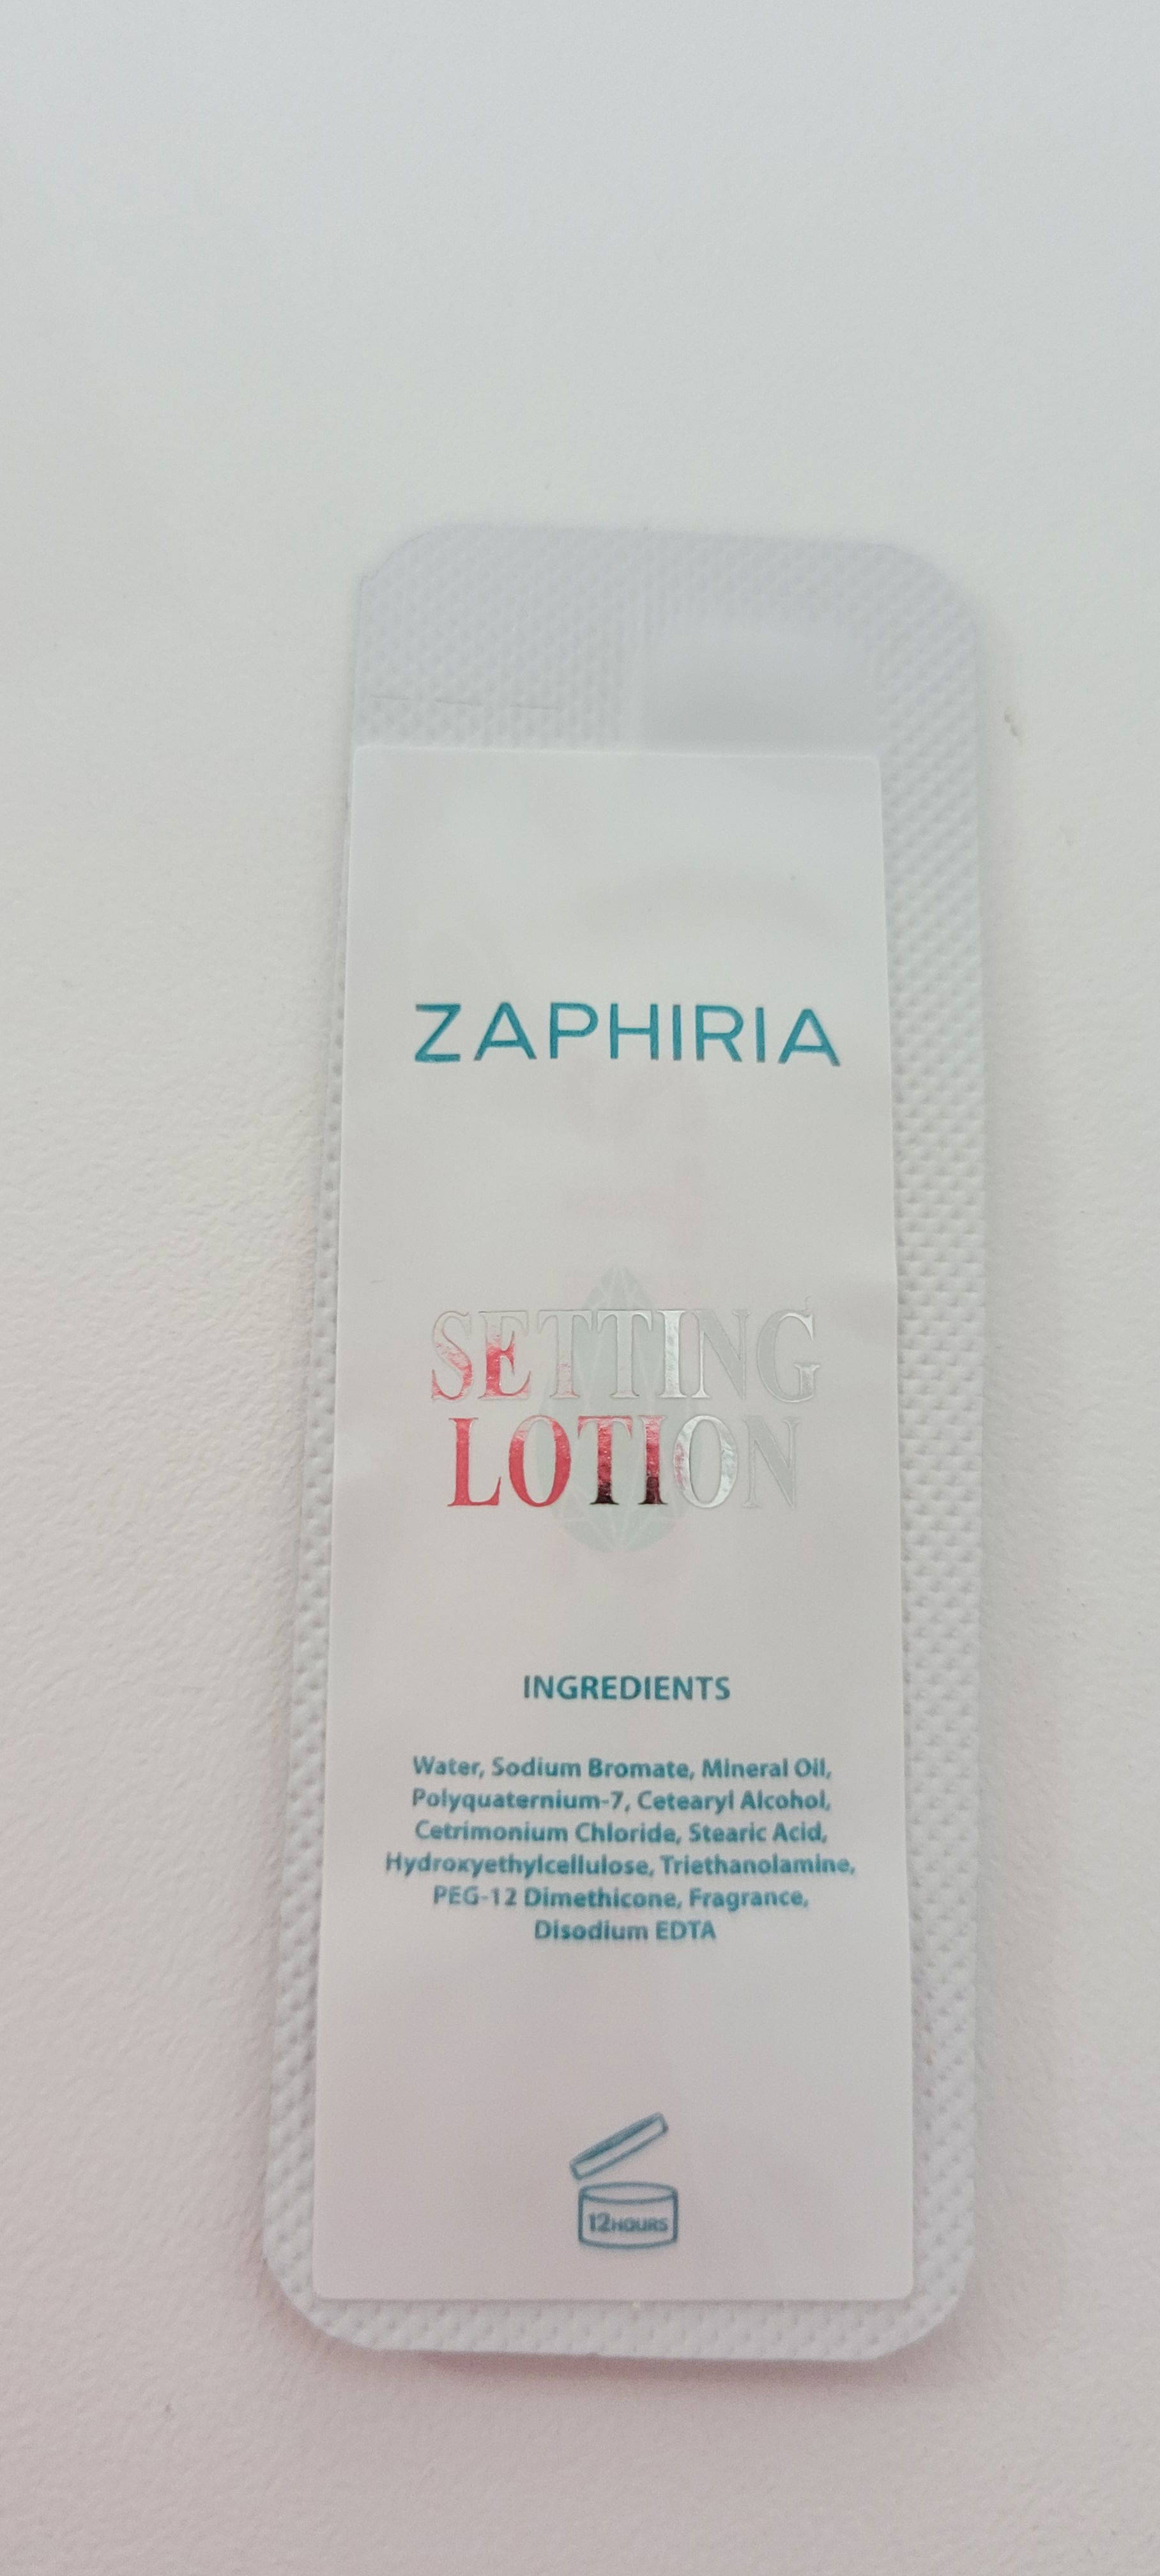 ZAPHIRIA
SETTING
LOTION
INGREDIENTS
Water, Sodium Bromate, Mineral Oil,
Polyquaternium-7, Cetearyl Alcohol,
Cetrimonium Chloride, Stearic Acid,
Hydroxyethylcellulose, Triethanolamine,
PEG-12 Dimethicone, Fragrance,
Disodium EDTA
12HOURS